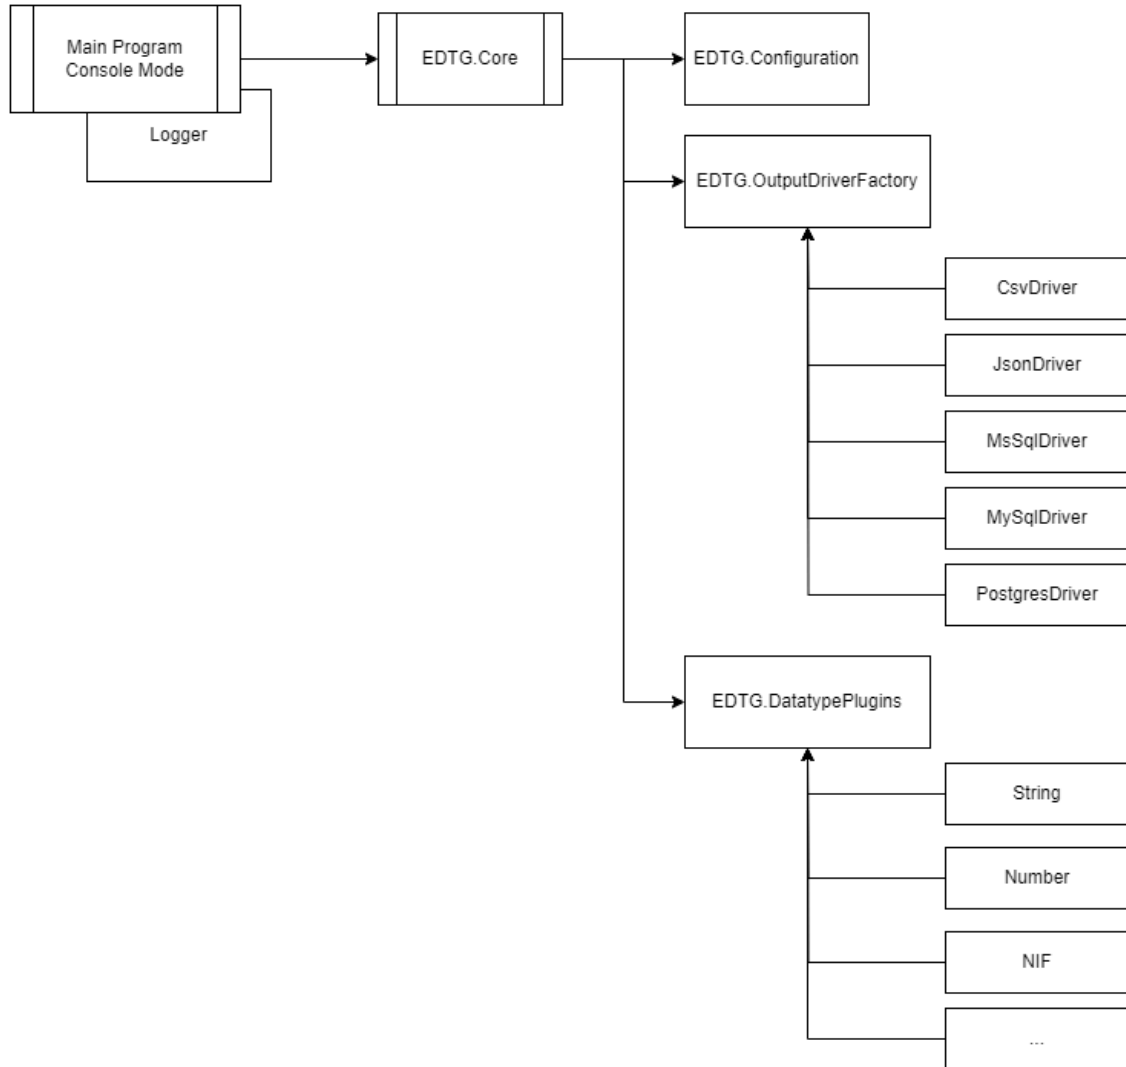 Main Program
Console Mode
Logger
EDTG.Core
EDTG.Configuration
EDTG.OutputDriverFactory
CsvDriver
JsonDriver
MsSqlDriver
MySqlDriver
PostgresDriver
EDTG.DatatypePlugins
String
Number
NIF
...